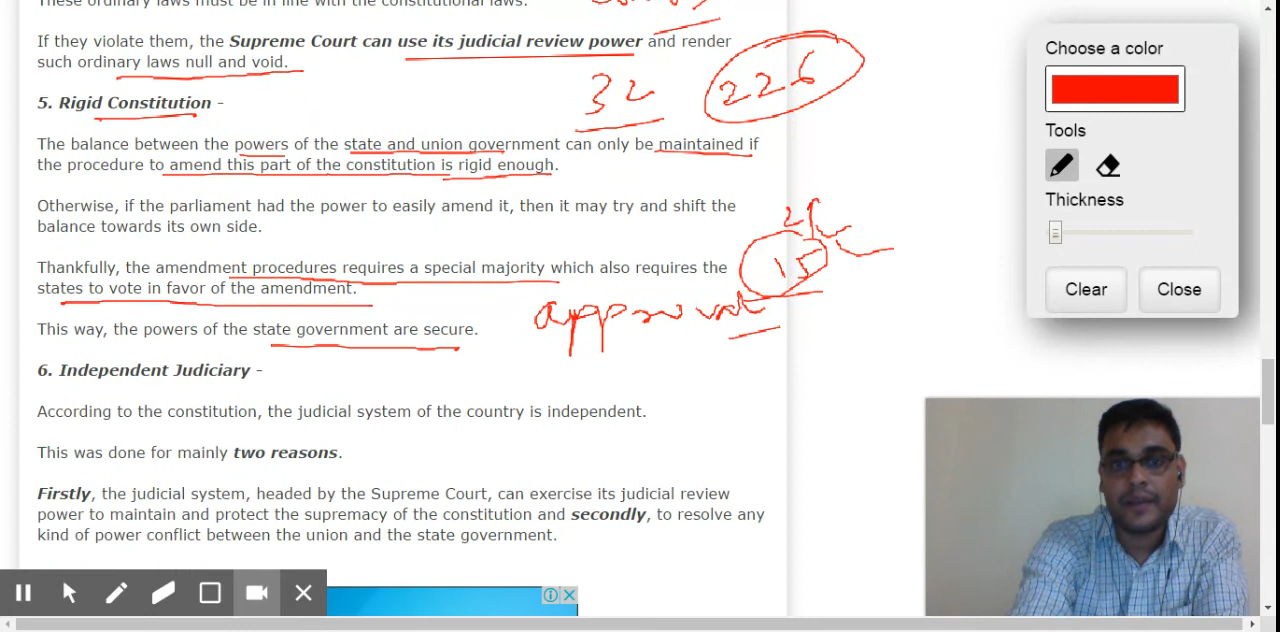 These ordinary laws must be in line with the constitutional laws.
If they violate them, the Supreme Court can use its judicial review power and render
such ordinary laws null and void.
32 226
5. Rigid Constitution -
The balance between the powers of the state and union government can only be maintained if
the procedure to amend this part of the constitution is rigid enough.
Otherwise, if the parliament had the power to easily amend it, then it may try and shift the
balance towards its own side.
Thankfully, the amendment procedures requires a special majority which also requires the
states to vote in favor of the amendment.
15
approval
This way, the powers of the state government are secure.
6. Independent Judiciary -
According to the constitution, the judicial system of the country is independent.
This was done for mainly two reasons.
Firstly, the judicial system, headed by the Supreme Court, can exercise its judicial review
power to maintain and protect the supremacy of the constitution and secondly, to resolve any
kind of power conflict between the union and the state government.
Choose a color
Tools
Thickness
Clear Close